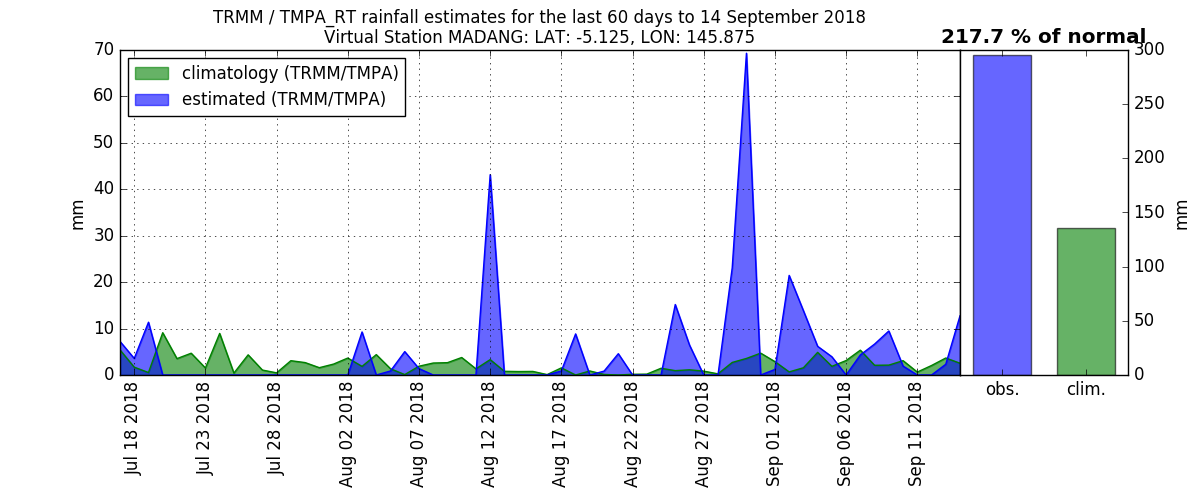 TRMM / TMPA_RT rainfall estimates for the last 60 days to 14 September 2018
Virtual Station MADANG: LAT: -5.125, LON: 145.875
217.7 % of normal
climatology (TRMM/TMPA)
estimated (TRMM/TMPA)
70
60
50
40
30
20
10
0
mm
Jul 18 2018
Jul 23 2018
Jul 28 2018
Aug 02 2018
Aug 07 2018
Aug 12 2018
Aug 17 2018
Aug 22 2018
Aug 27 2018
Sep 01 2018
Sep 06 2018
Sep 11 2018
300
250
200
150
100
50
0
mm
obs.
clim.